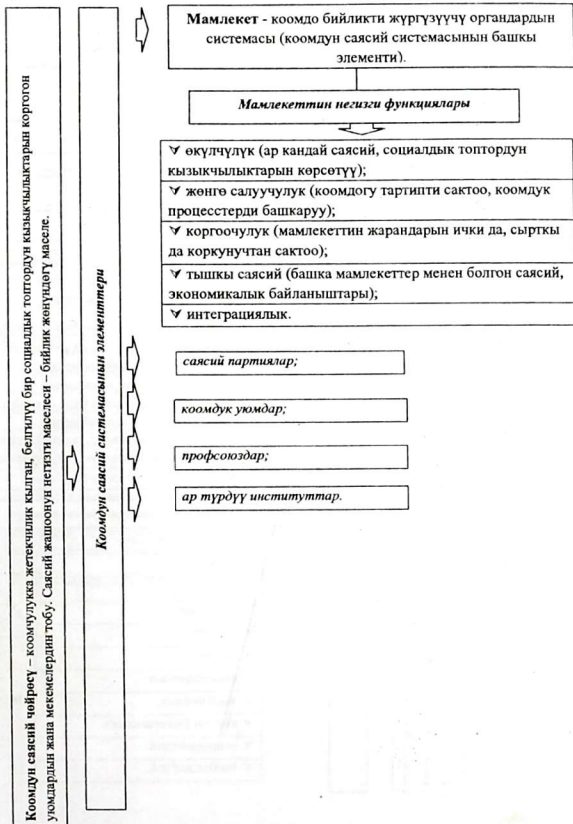 Коомдун саясий чөйрөсү – коомчулукка жетекчилик кылган, белгилүү бир социалдык топтордун кызыкчылыктарын коргогон
уюмдардын жана мекемелердин тобу. Саясий жашоонун негизги маселеси – бийлик жөнүндөгү маселе.
Коомдун саясий системасынын элементтери
Мамлекет - коомдо бийликти жүргүзүүчү органдардын
системасы (коомдун саясий системасынын башкы
элементи).
Мамлекеттин негизги функциялары
өкүлчүлүк (ар кандай саясий, социалдык топтордун
кызыкчылыктарын көрсөтүү);
жөнгө салуучулук (коомдогу тартипти сактоо, коомдук
процесстерди башкаруу);
коргоочулук (мамлекеттин жарандарын ички да, сырткы
да коркунучтан сактоо);
тышкы саясий (башка мамлекеттер менен болгон саясий,
экономикалык байланыштары);
интеграциялык.
саясий партиялар;
коомдук уюмдар;
профсоюздар;
ар түрдүү институттар.